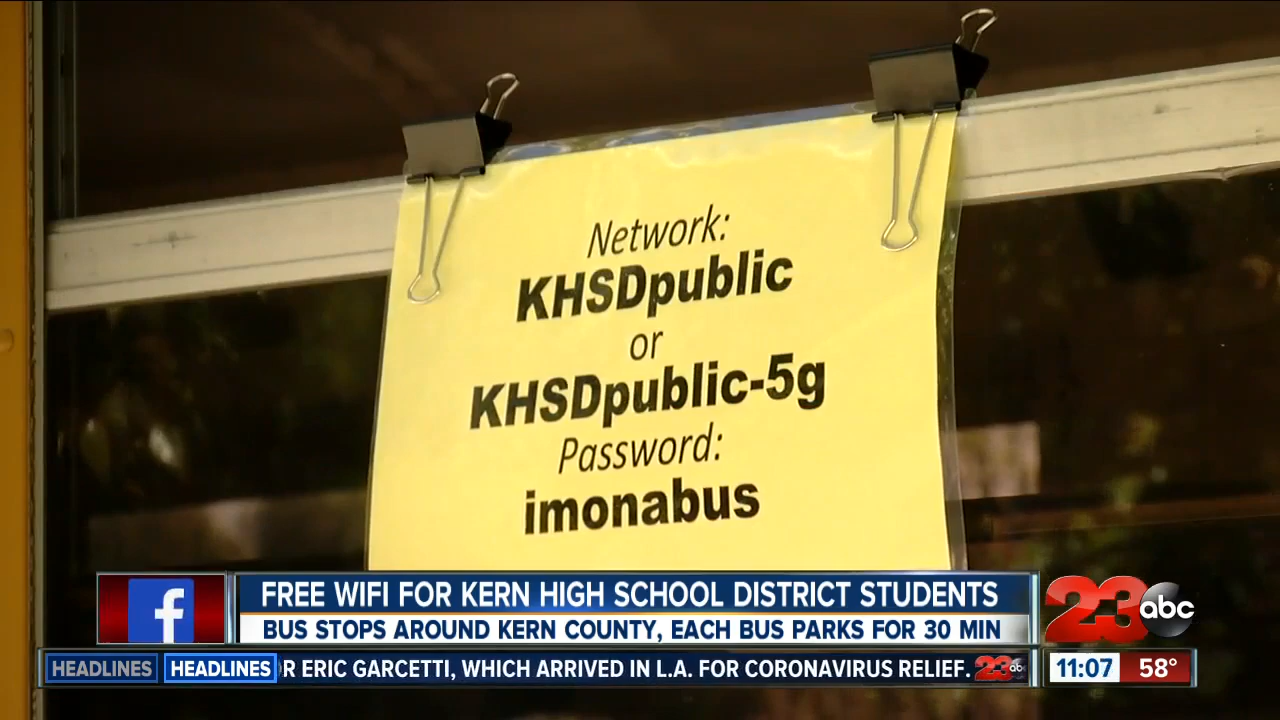 Network:
KHSDpublic
or
KHSDpublic-5g
Password:
imonabus
f
FREE WIFI FOR KERN HIGH SCHOOL DISTRICT STUDENTS
BUS STOPS AROUND KERN COUNTY, EACH BUS PARKS FOR 30 MIN
23 abc
HEADLINES HEADLINES R ERIC GARCETTI, WHICH ARRIVED IN L.A. FOR CORONAVIRUS RELIEF. 23 abc
11:07 58°